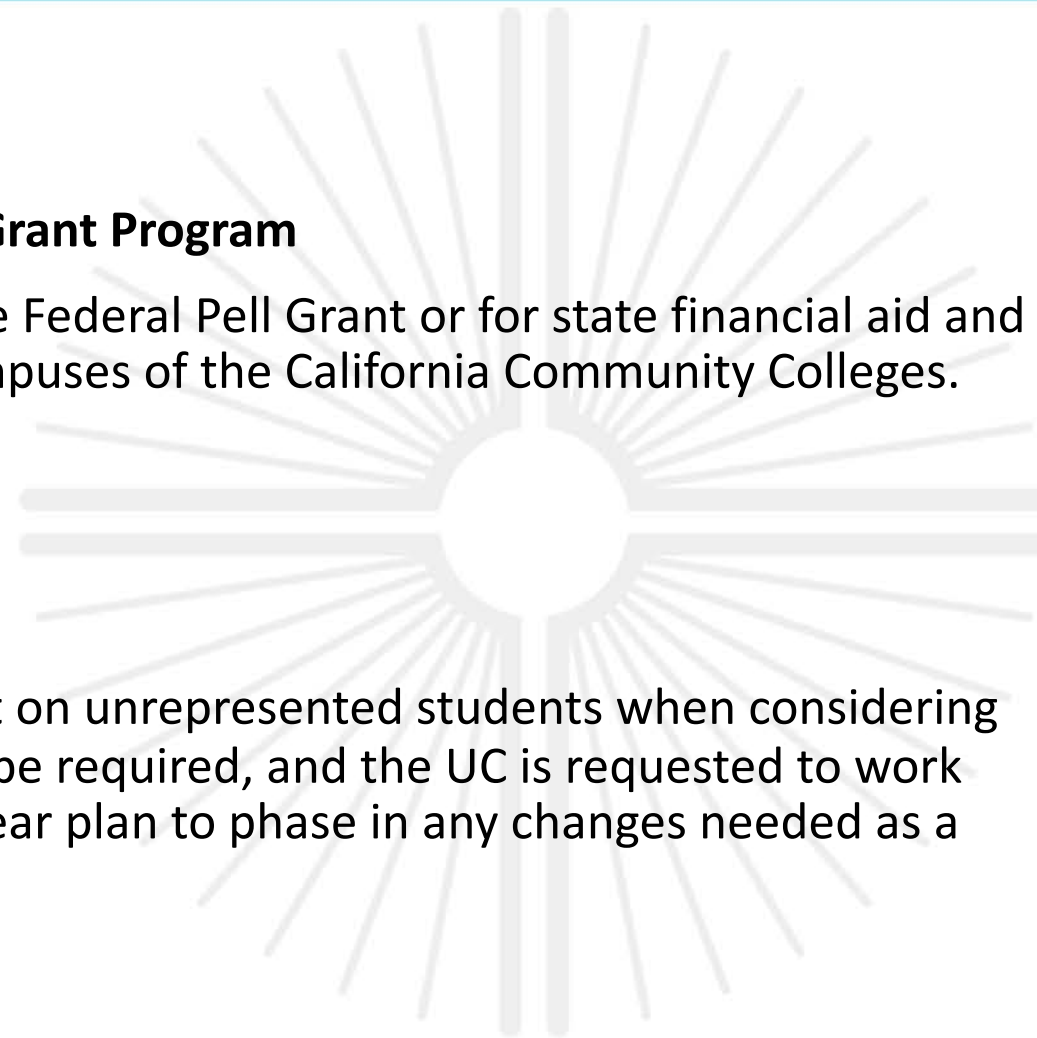 Grant Program
e Federal Pell Grant or for state financial aid and
puses of the California Community Colleges.
t on unrepresented students when considering
be required, and the UC is requested to work
ear plan to phase in any changes needed as a